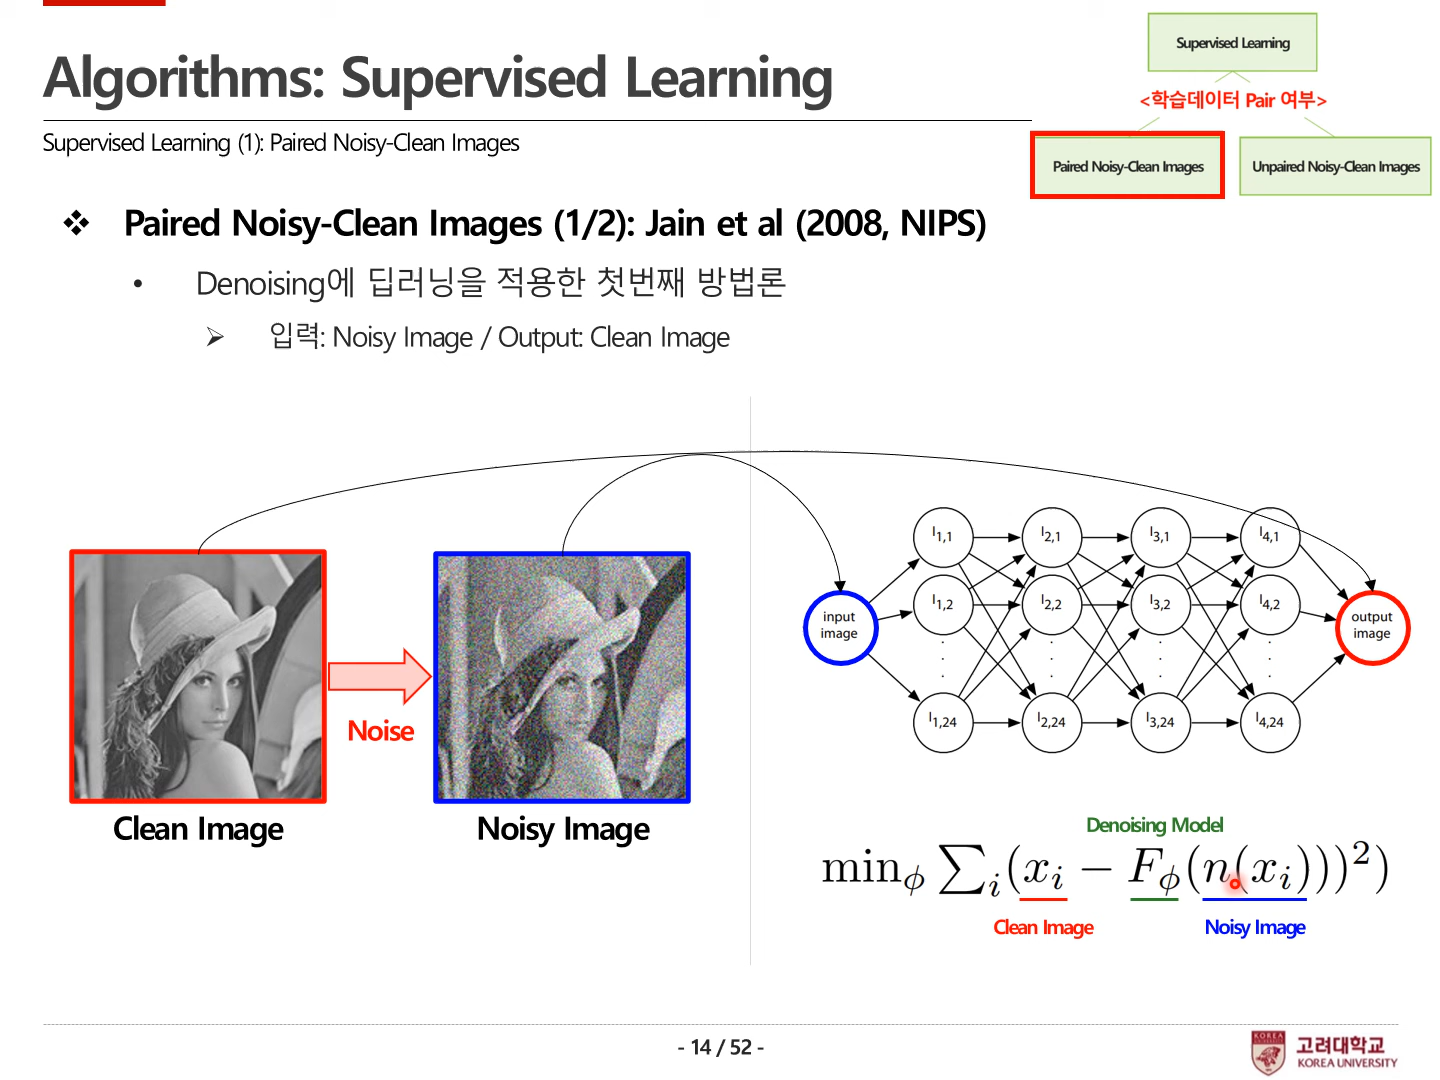 Algorithms: Supervised Learning
Supervised Learning (1): Paired Noisy-Clean Images
Supervised Learning
<학습데이터 Pair 여부>
Paired Noisy-Clean Images
Unpaired Noisy-Clean Images
❖ Paired Noisy-Clean Images (1/2): Jain et al (2008, NIPS)
• Denoising에 딥러닝을 적용한 첫번째 방법론
➢ 입력: Noisy Image / Output: Clean Image
Noise
Clean Image
Noisy Image
input
image
I1,1 I2,1 I3,1 I4,1
I1,2 I2,2 I3,2 I4,2
I1,24 I2,24 I3,24 I4,24
output
image
Denoising Model
min_ϕ ∑_i(x_i − F_ϕ(n(x_i)))^2)
Clean Image
Noisy Image
- 14 / 52 -
KOREA
고려대학교
KOREA UNIVERSITY